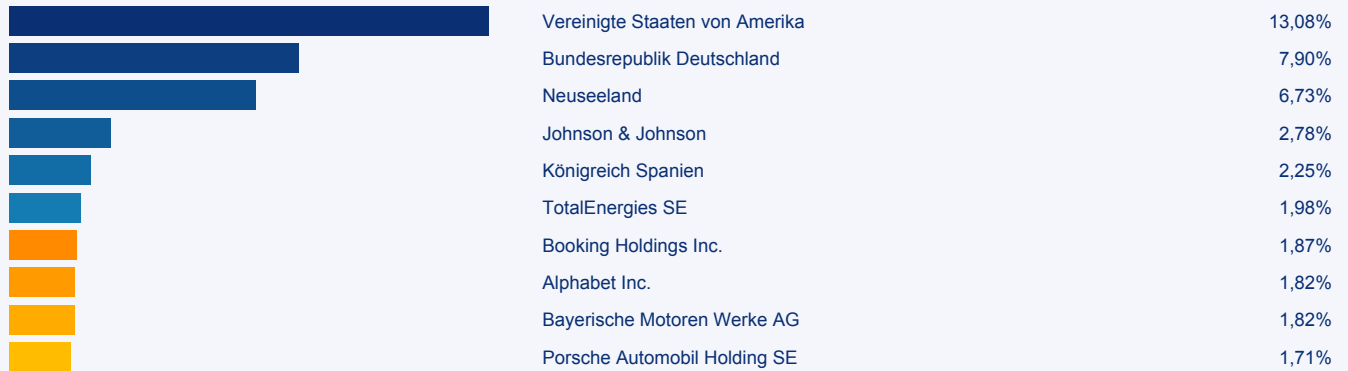 Vereinigte Staaten von Amerika 13,08%
Bundesrepublik Deutschland 7,90%
Neuseeland 6,73%
Johnson & Johnson 2,78%
Königreich Spanien 2,25%
TotalEnergies SE 1,98%
Booking Holdings Inc. 1,87%
Alphabet Inc. 1,82%
Bayerische Motoren Werke AG 1,82%
Porsche Automobil Holding SE 1,71%